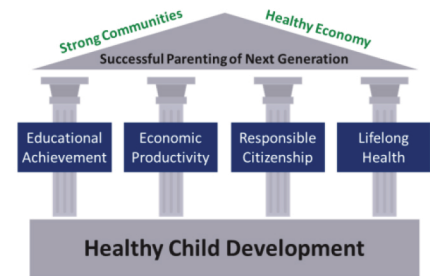 Strong Communities
Healthy Economy
Successful Parenting of Next Generation
Educational
Achievement
Economic
Productivity
Responsible
Citizenship
Lifelong
Health
Healthy Child Development